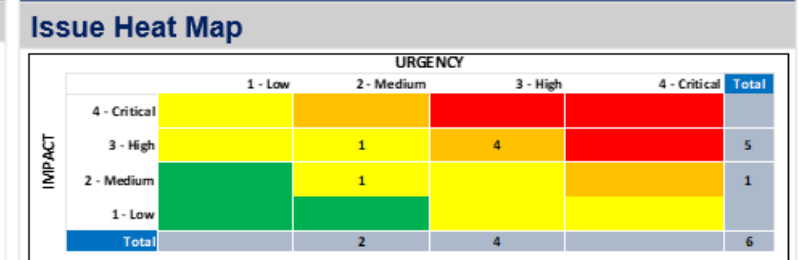 Issue Heat Map
URGENCY
1 - Low 2 - Medium 3 - High 4 - Critical Total
4 - Critical
IMPACT
3 - High 1 4 5
2 - Medium 1 1
1 - Low
Total 2 4 6